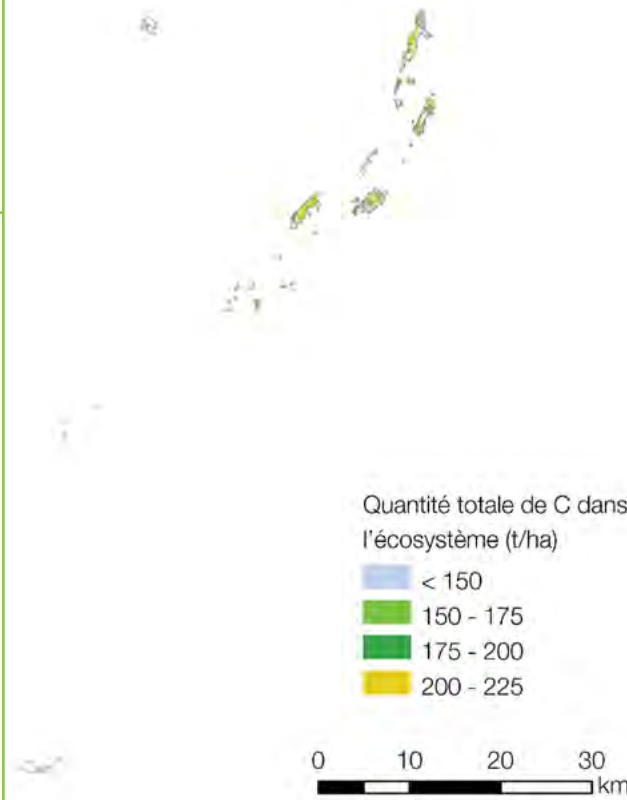 Quantité totale de C dans
l'écosystème (t/ha)
< 150
150 - 175
175 - 200
200 - 225
0 10 20 30
km